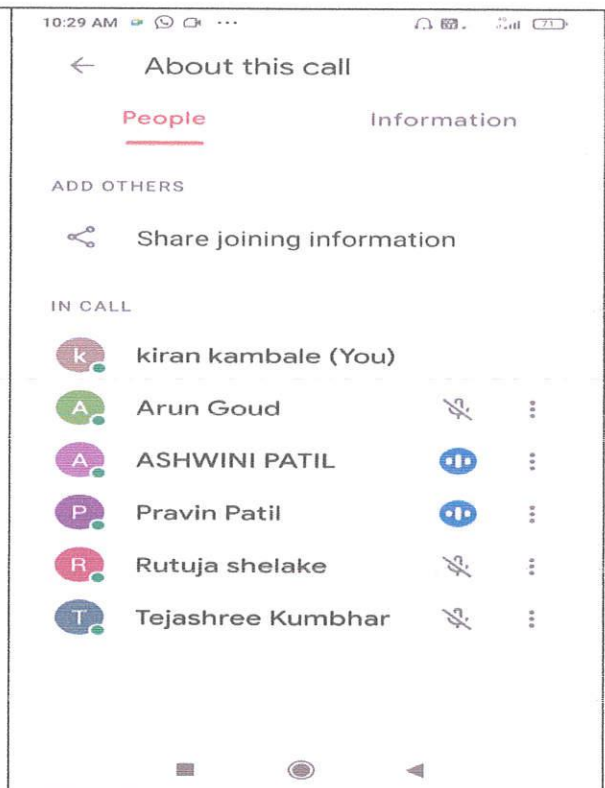 10:29 AM
71
About this call
People Information
ADD OTHERS
Share joining information
IN CALL
k kiran kambale (You)
A Arun Goud
A ASHWINI PATIL
P Pravin Patil
R Rutuja shelake
T Tejashree Kumbhar